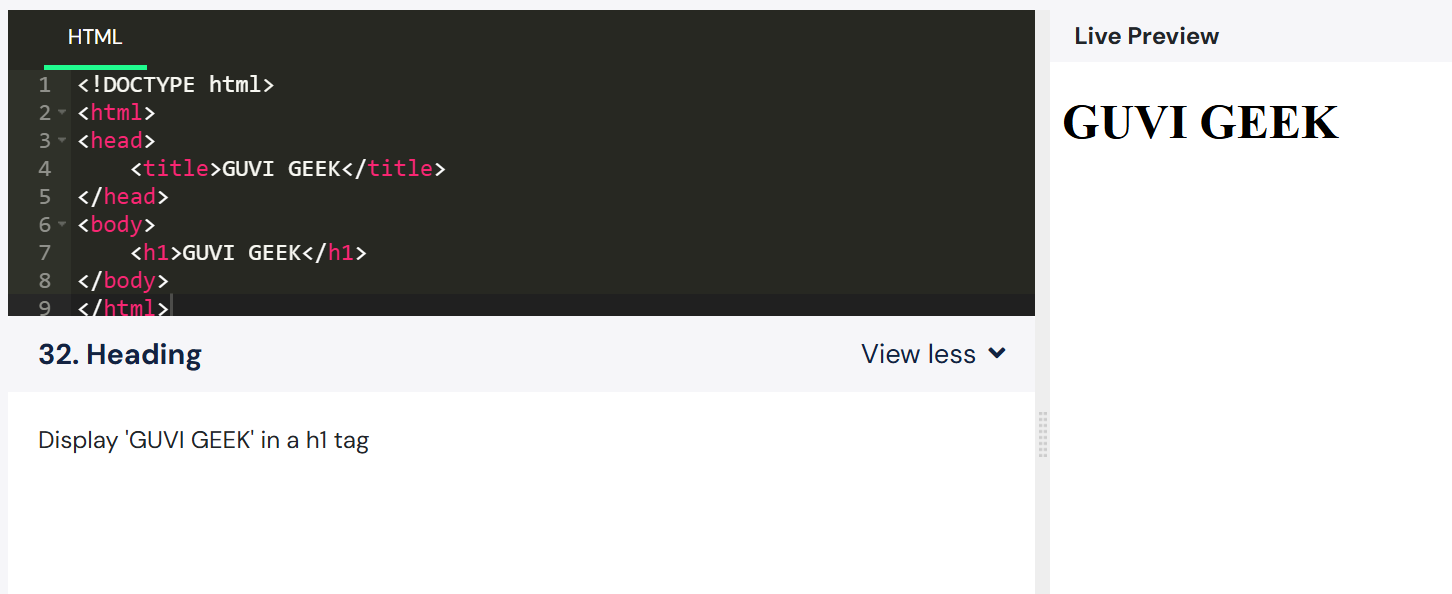 HTML
Live Preview
1 <!DOCTYPE html>
2 <html>
3 <head>
4     <title>GUVI GEEK</title>
5 </head>
6 <body>
7     <h1>GUVI GEEK</h1>
8 </body>
9 </html>
GUVI GEEK
32. Heading
View less
Display 'GUVI GEEK' in a h1 tag